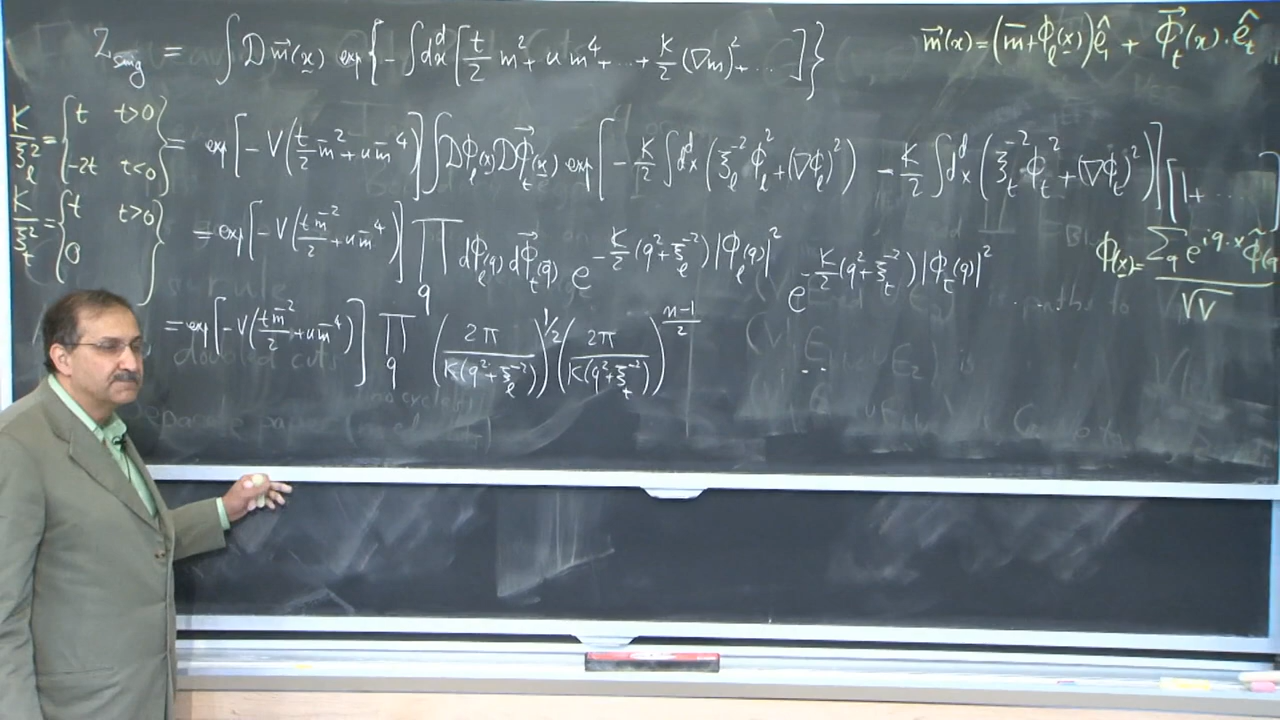 Z_sing = ∫ D m⃗(x) exp{ - ∫ d^d x [ t/2 m² + u m⁴ + ... + K/2 (∇m)² + ... ] }
m⃗(x) = (m̄ + ϕ_ℓ(x)) ê₁ + ϕ⃗_t(x) · ê_t
K/ξ_ℓ² = { t t>0
-2t t<0 }
= exp[ -V( t/2 m̄² + u m̄⁴ ) ] ∫ Dϕ_ℓ(x) Dϕ⃗_t(x) exp[ - K/2 ∫ d^d x ( ξ_ℓ^{-2} ϕ_ℓ² + (∇ϕ_ℓ)² ) - K/2 ∫ d^d x ( ξ_t^{-2} ϕ_t² + (∇ϕ_t)² ) ] [ 1 + ... ]
K/ξ_t² = { t t>0
0 }
= exp[ -V( t m̄²/2 + u m̄⁴ ) ] ∏_q dϕ_ℓ(q) dϕ⃗_t(q) e^{-K/2 (q² + ξ_ℓ^{-2}) |ϕ_ℓ(q)|²} e^{-K/2 (q² + ξ_t^{-2}) |ϕ_t(q)|²}
ϕ(x) = Σ_q e^{iq·x} ϕ̃(q / √V
= exp[ -V( t m̄²/2 + u m̄⁴ ) ] ∏_q ( 2π / K(q² + ξ_ℓ^{-2}) )^{1/2} ( 2π / K(q² + ξ_t^{-2}) )^{(n-1)/2}